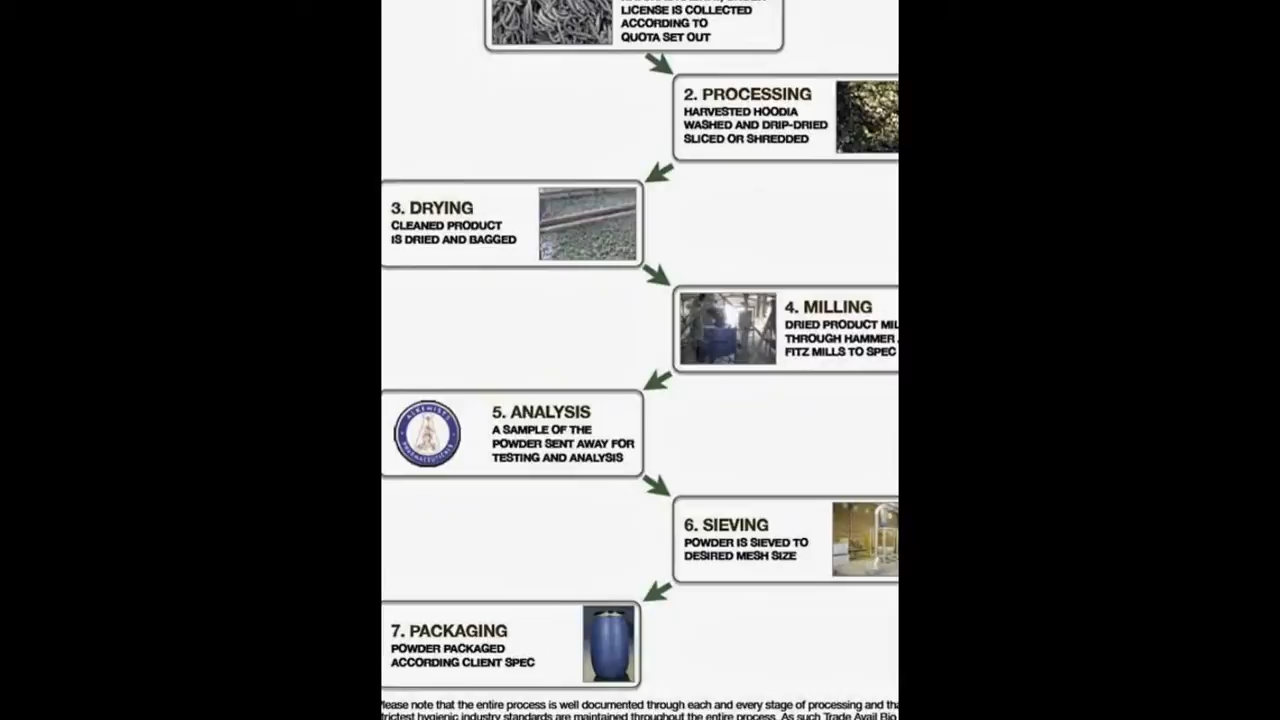 LICENSE IS COLLECTED
ACCORDING TO
QUOTA SET OUT
2. PROCESSING
HARVESTED HOODIA
WASHED AND DRIP-DRIED
SLICED OR SHREDDED
3. DRYING
CLEANED PRODUCT
IS DRIED AND BAGGED
4. MILLING
DRIED PRODUCT MIL
THROUGH HAMMER
FITZ MILLS TO SPEC
5. ANALYSIS
A SAMPLE OF THE
POWDER SENT AWAY FOR
TESTING AND ANALYSIS
ALKEMISTS
PHARMACEUTICALS
6. SIEVING
POWDER IS SIEVED TO
DESIRED MESH SIZE
7. PACKAGING
POWDER PACKAGED
ACCORDING CLIENT SPEC
lease note that the entire process is well documented through each and every stage of processing and tha
trictest hygienic industry standards are maintained throughout the entire process. As such Trade Avail Bio